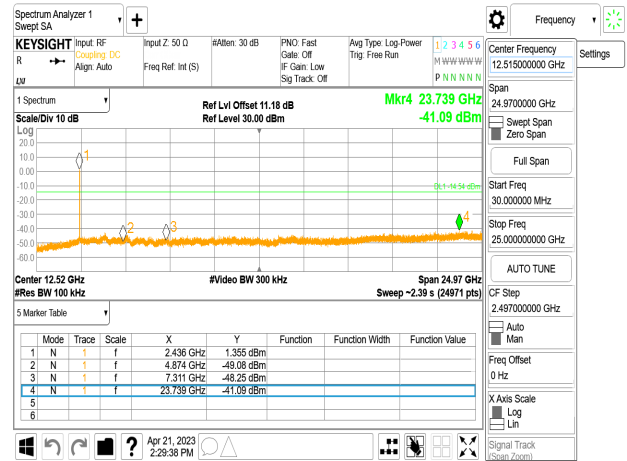 Spectrum Analyzer 1
Swept SA
Frequency
KEYSIGHT
Input: RF
Input Z: 50 Ω
#Atten: 30 dB
PNO: Fast
Avg Type: Log-Power
1 2 3 4 5 6
R
Coupling: DC
Gate: Off
Trig: Free Run
Align: Auto
Freq Ref: Int (S)
IF Gain: Low
M W W W W W
Sig Track: Off
P N N N N N
1 Spectrum
Ref Lvl Offset 11.18 dB
Mkr4 23.739 GHz
Scale/Div 10 dB
Ref Level 30.00 dBm
-41.09 dBm
Log
20.0
10.0
0.00
-10.0
-20.0
-30.0
-40.0
-50.0
-60.0
1
2
3
4
DL1 -14.54 dBm
Center 12.52 GHz
#Video BW 300 kHz
Span 24.97 GHz
#Res BW 100 kHz
Sweep ~2.39 s (24971 pts)
5 Marker Table
Mode Trace Scale X Y Function Function Width Function Value
1 N 1 f 2.436 GHz 1.355 dBm
2 N 1 f 4.874 GHz -49.08 dBm
3 N 1 f 7.311 GHz -48.25 dBm
4 N 1 f 23.739 GHz -41.09 dBm
5
6
?
Apr 21, 2023
2:29:38 PM
Center Frequency
12.515000000 GHz
Settings
Span
24.9700000 GHz
Swept Span
Zero Span
Full Span
Start Freq
30.000000 MHz
Stop Freq
25.000000000 GHz
AUTO TUNE
CF Step
2.497000000 GHz
Auto
Man
Freq Offset
0 Hz
X Axis Scale
Log
Lin
Signal Track
(Span Zoom)